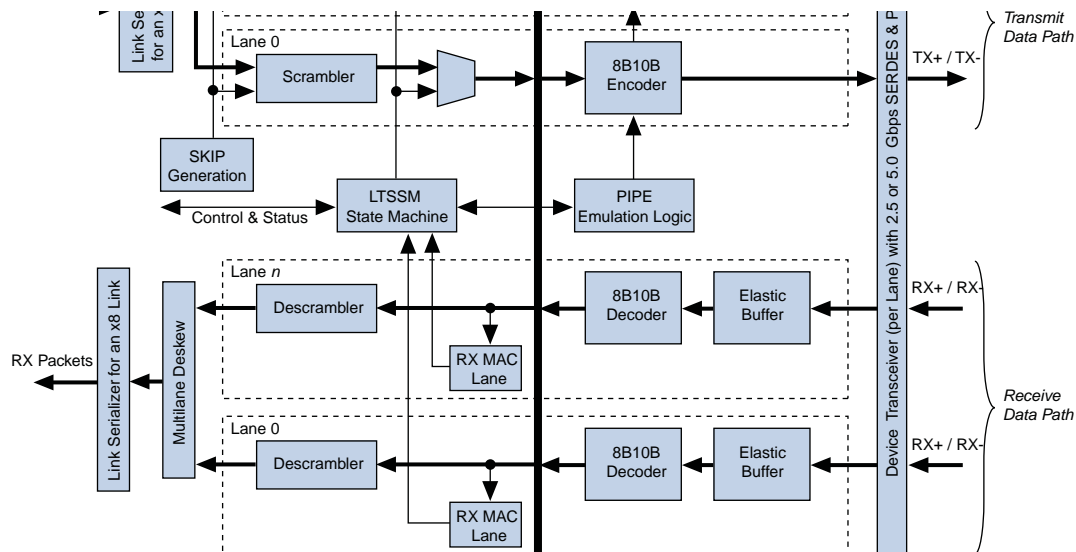 Link Se
for an x
Lane 0
Scrambler
8B10B
Encoder
TX+ / TX-
Transmit
Data Path
SKIP
Generation
LTSSM
State Machine
Control & Status
PIPE
Emulation Logic
Device Transceiver (per Lane) with 2.5 or 5.0 Gbps SERDES & P
Lane n
Descrambler
8B10B
Decoder
Elastic
Buffer
RX+ / RX-
RX MAC
Lane
RX Packets
Link Serializer for an x8 Link
Multilane Deskew
Receive
Data Path
Lane 0
Descrambler
8B10B
Decoder
Elastic
Buffer
RX+ / RX-
RX MAC
Lane